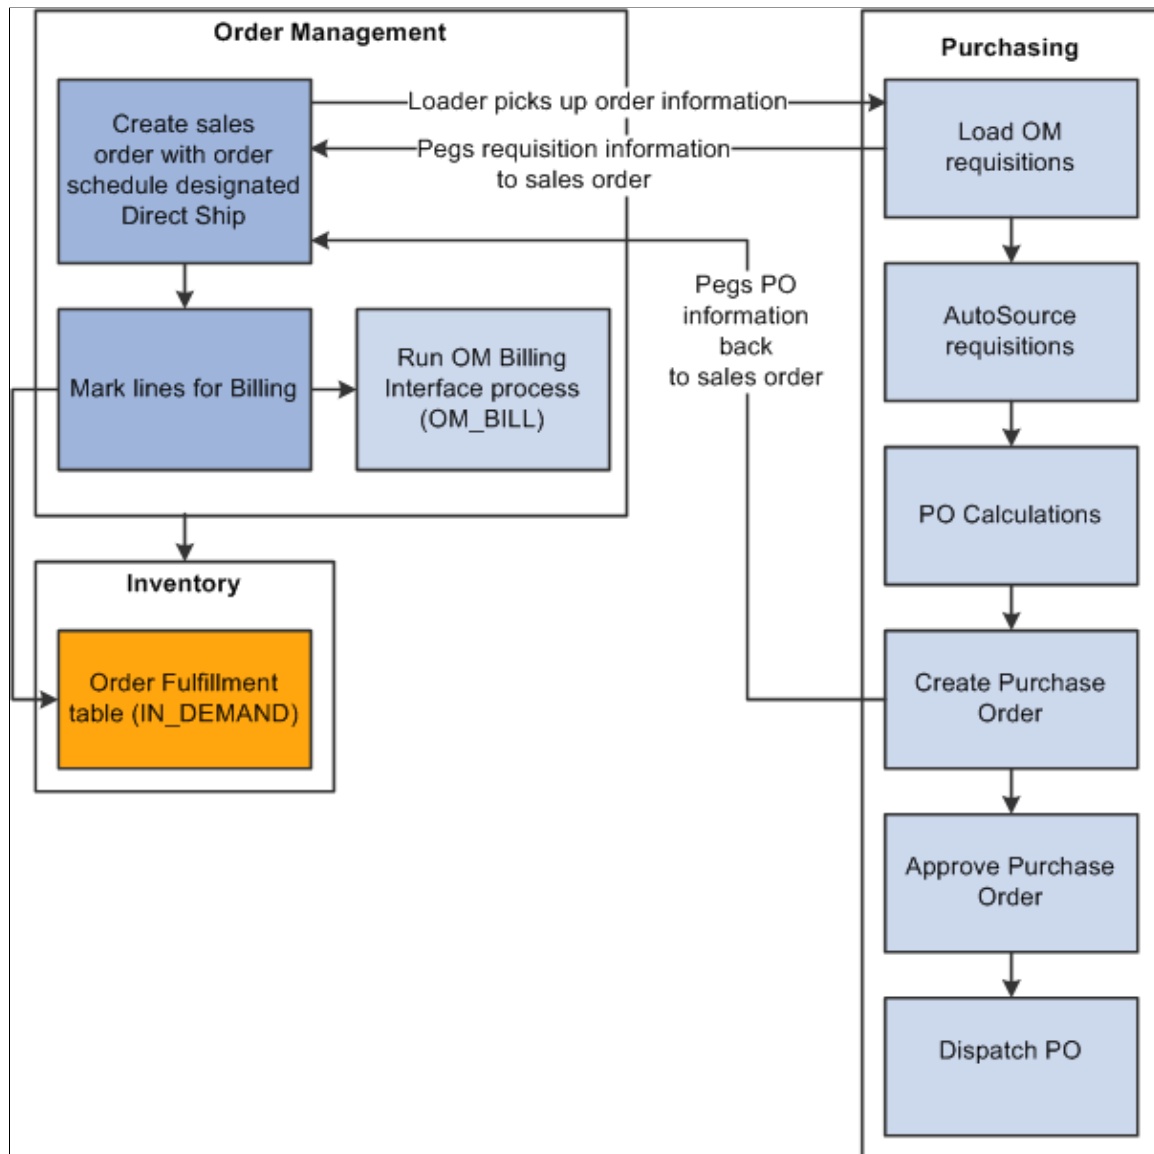 Order Management
Create sales
order with order
schedule designated
Direct Ship
Mark lines for Billing
Run OM Billing
Interface process
(OM_BILL)
Loader picks up order information
Pegs requisition information
to sales order
Pegs PO
information
back
to sales order
Inventory
Order Fulfillment
table (IN_DEMAND)
Purchasing
Load OM
requisitions
AutoSource
requisitions
PO Calculations
Create Purchase
Order
Approve Purchase
Order
Dispatch PO